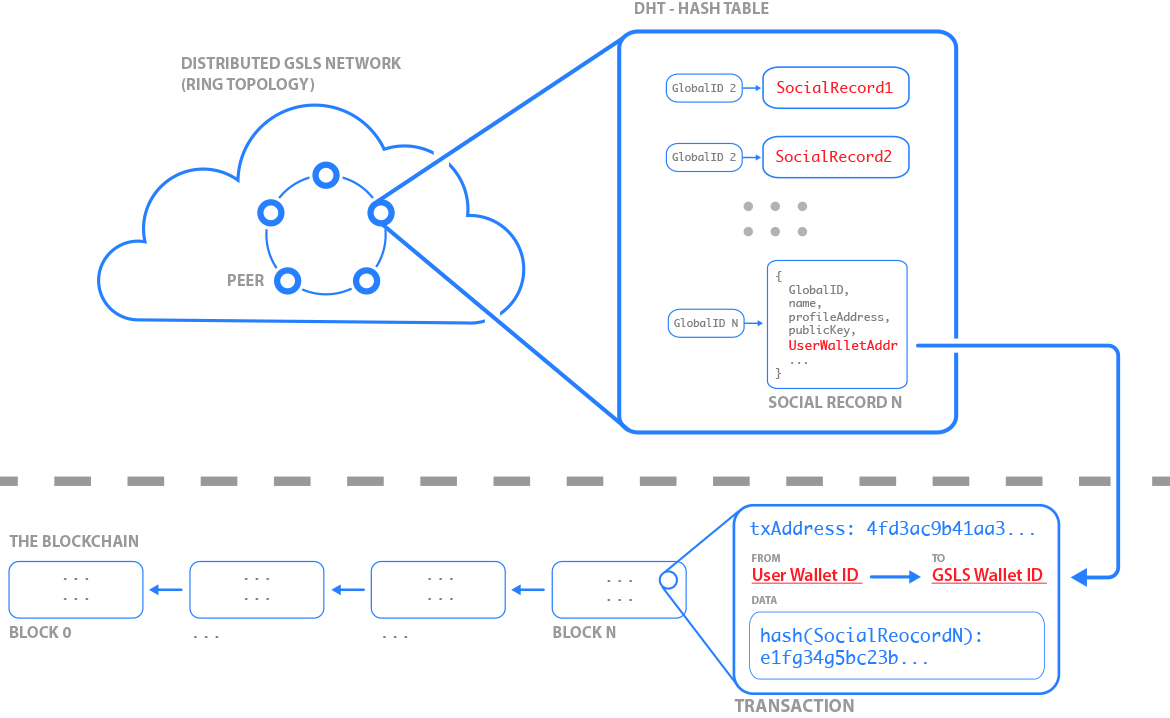 DHT - HASH TABLE
DISTRIBUTED GSLS NETWORK
(RING TOPOLOGY)
GlobalID 2
SocialRecord1
GlobalID 2
SocialRecord2
PEER
GlobalID N
{
GlobalID,
name,
profileAddress,
publicKey,
UserWalletAddr
...
}
SOCIAL RECORD N
THE BLOCKCHAIN
... 
...
BLOCK 0
...
...
...
...
...
...
...
...
BLOCK N
txAddress: 4fd3ac9b41aa3...
FROM
User Wallet ID
TO
GSLS Wallet ID
DATA
hash(SocialReocordN):
e1fg34g5bc23b...
TRANSACTION